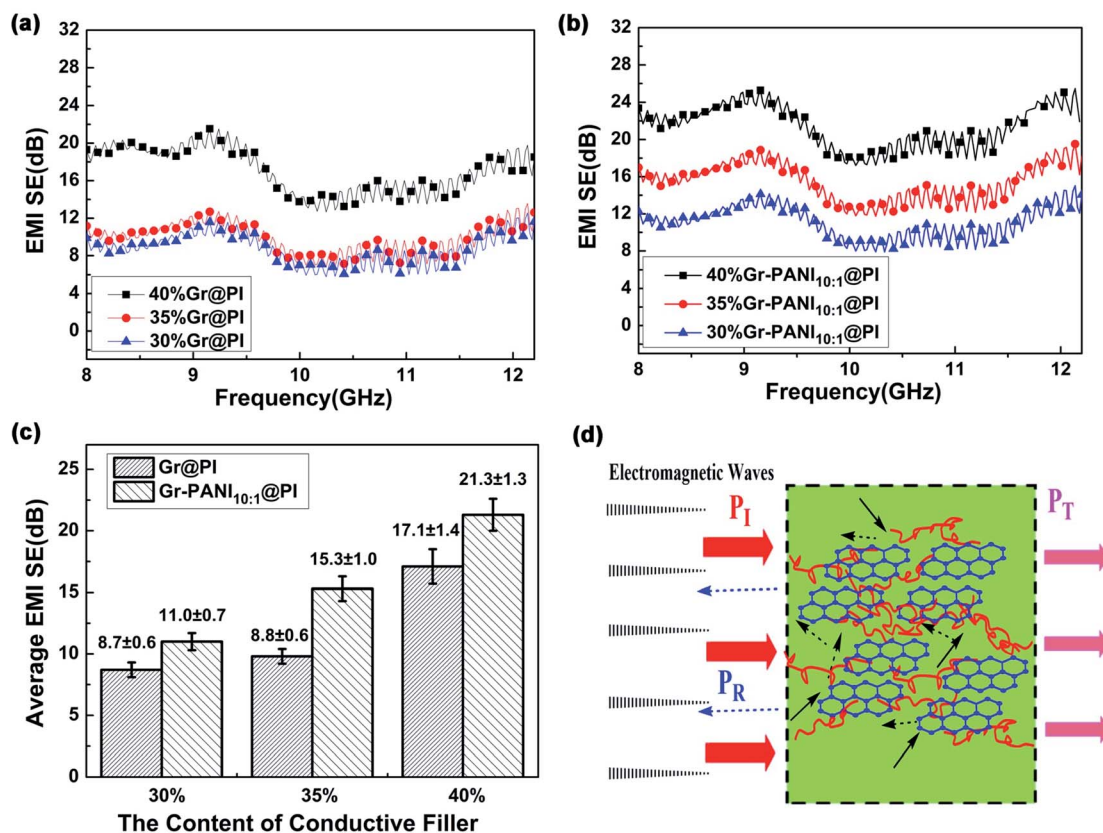 (a)
32
28
24
20
16
12
8
4
0
EMI SE(dB)
40%Gr@PI
35%Gr@PI
30%Gr@PI
8 9 10 11 12
Frequency(GHz)
(b)
32
28
24
20
16
12
8
4
0
EMI SE(dB)
40%Gr-PANI10:1@PI
35%Gr-PANI10:1@PI
30%Gr-PANI10:1@PI
8 9 10 11 12
Frequency(GHz)
(c)
25
20
15
10
5
0
Average EMI SE(dB)
Gr@PI
Gr-PANI10:1@PI
8.7±0.6
11.0±0.7
8.8±0.6
15.3±1.0
17.1±1.4
21.3±1.3
30% 35% 40%
The Content of Conductive Filler
(d)
Electromagnetic Waves
PI
PT
PR